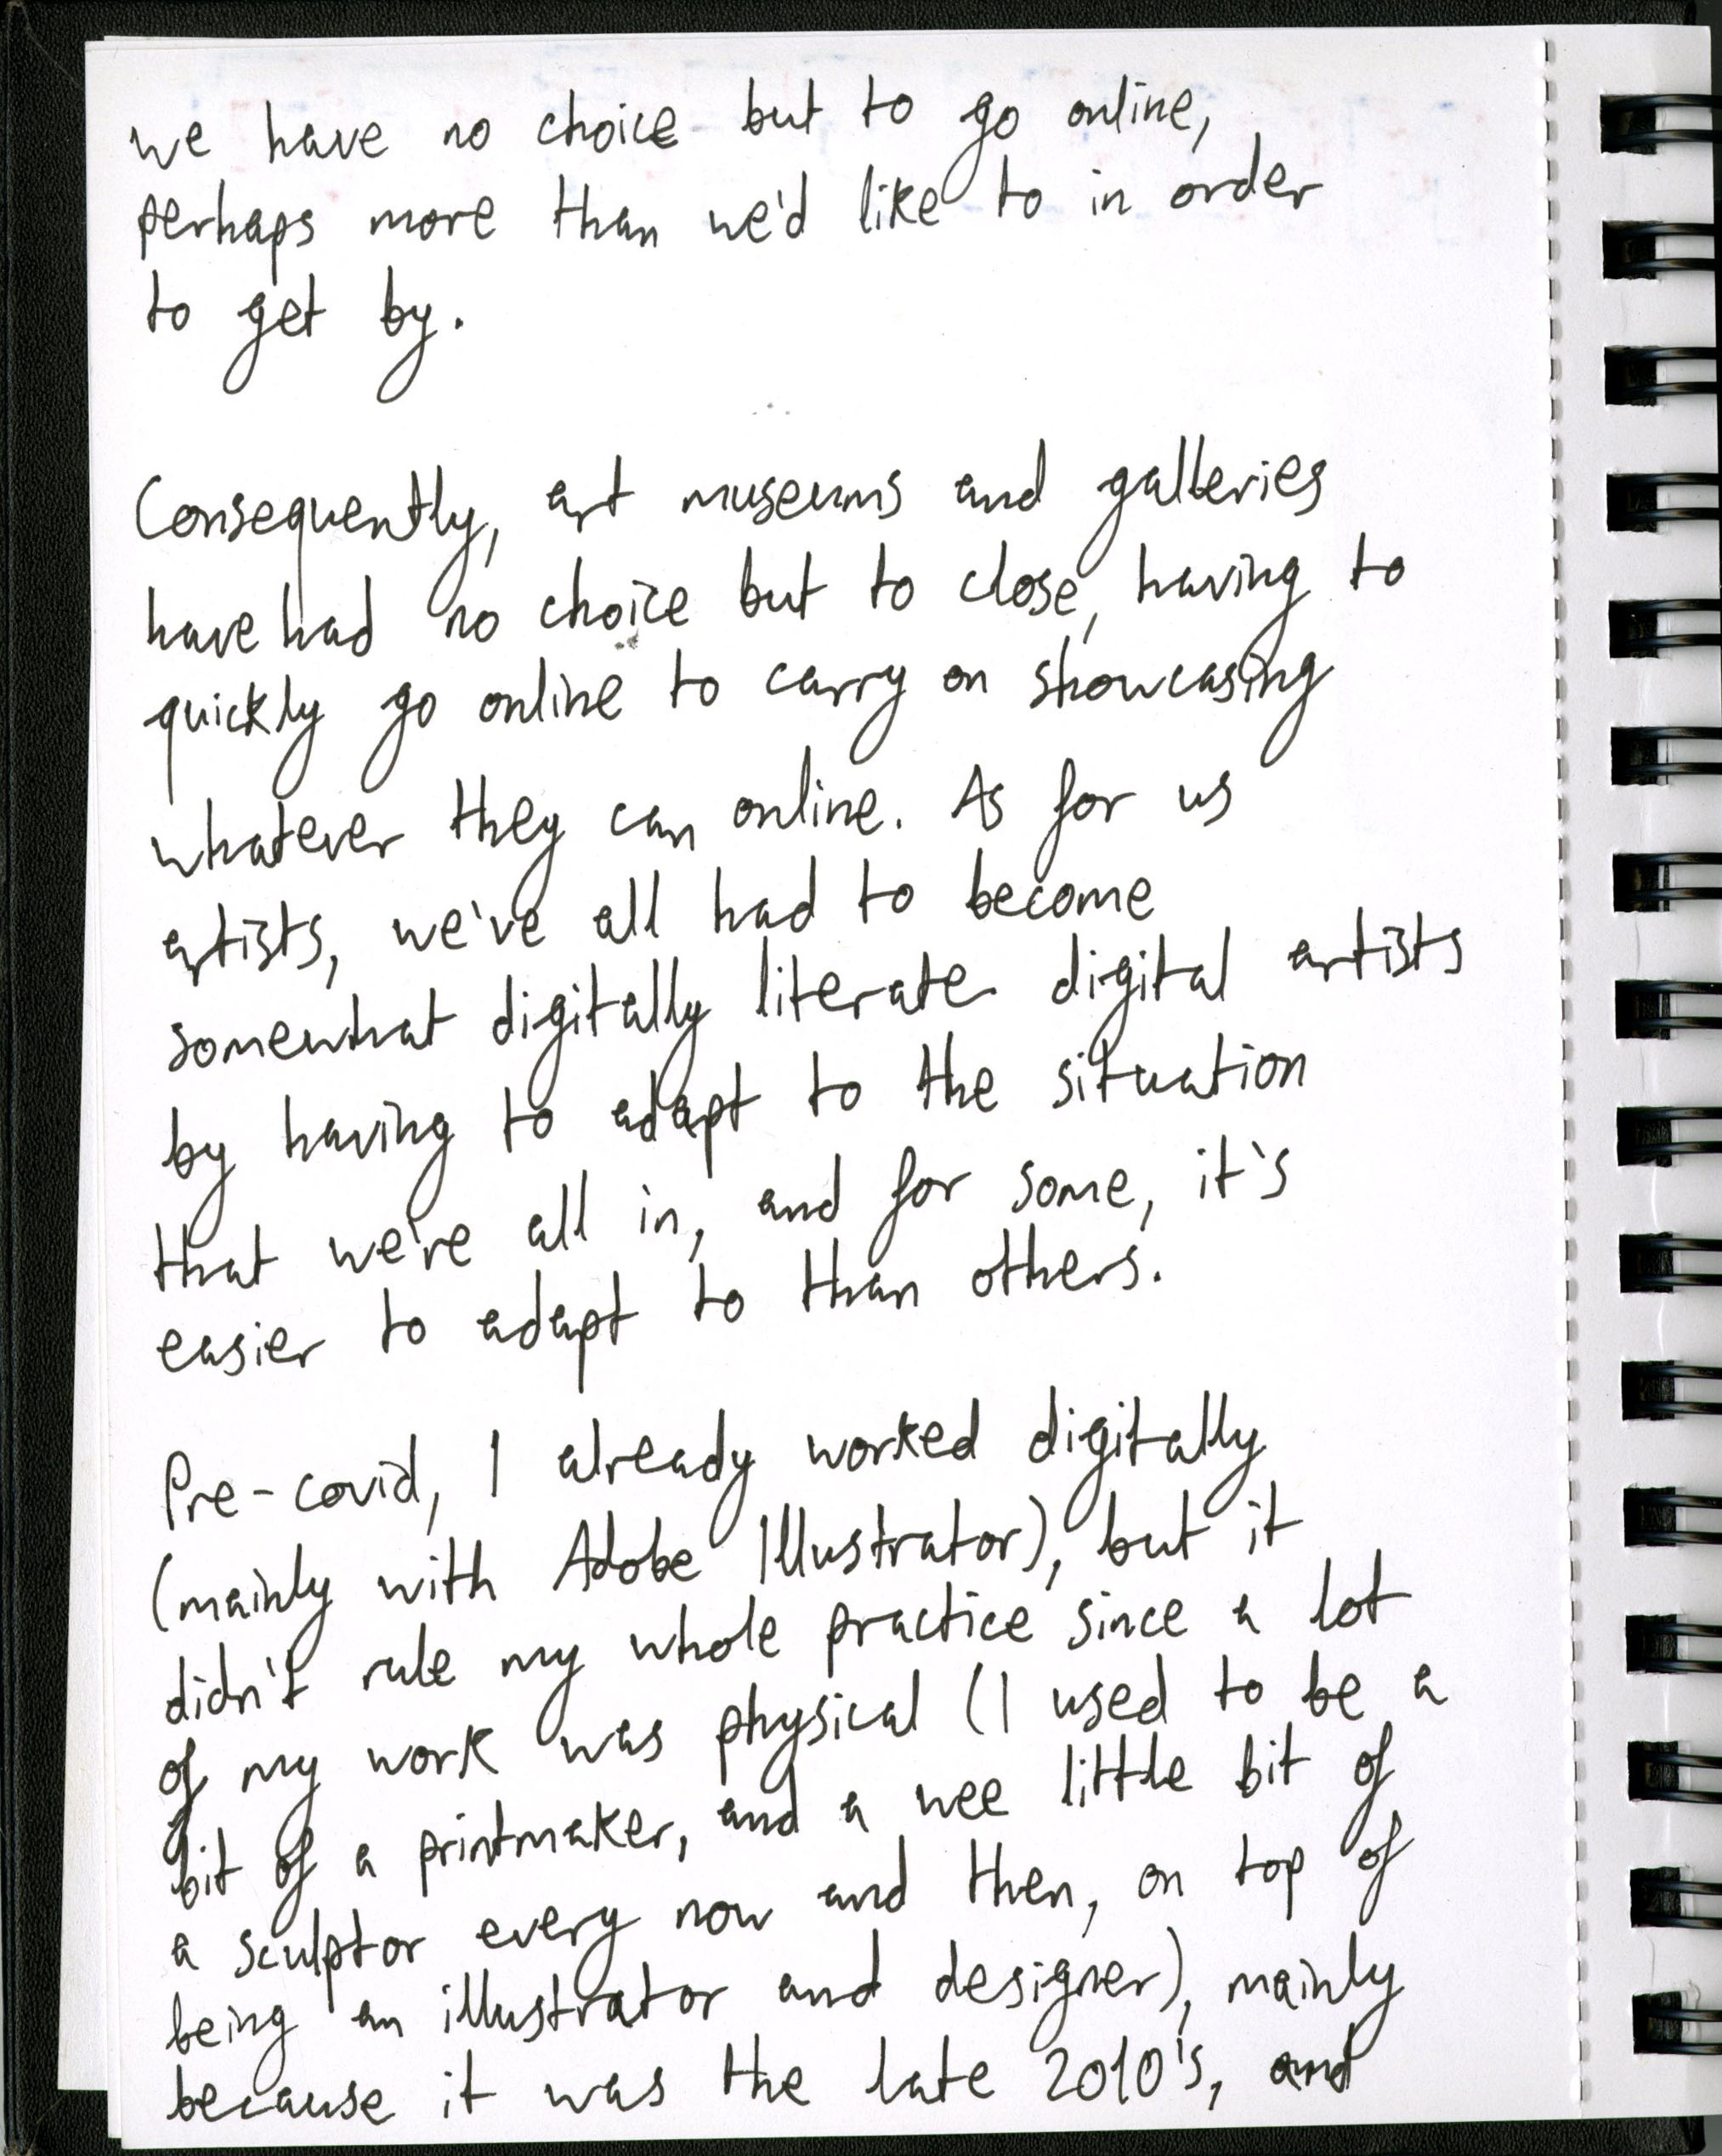 we have no choice but to go online,
perhaps more than we'd like to in order
to get by.
Consequently, art museums and galleries
have had no choice but to close, having to
quickly go online to carry on showcasing
whatever they can online. As for us
artists, we've all had to become
somewhat digitally literate digital artists
by having to adapt to the situation
that we're all in, and for some, it's
easier to adapt to than others.
Pre-covid, I already worked digitally
(mainly with Adobe Illustrator), but it
didn't rule my whole practice since a lot
of my work was physical (I used to be a
bit of a printmaker, and a wee little bit of
a sculptor every now and then, on top of
being an illustrator and designer), mainly
because it was the late 2010's, and